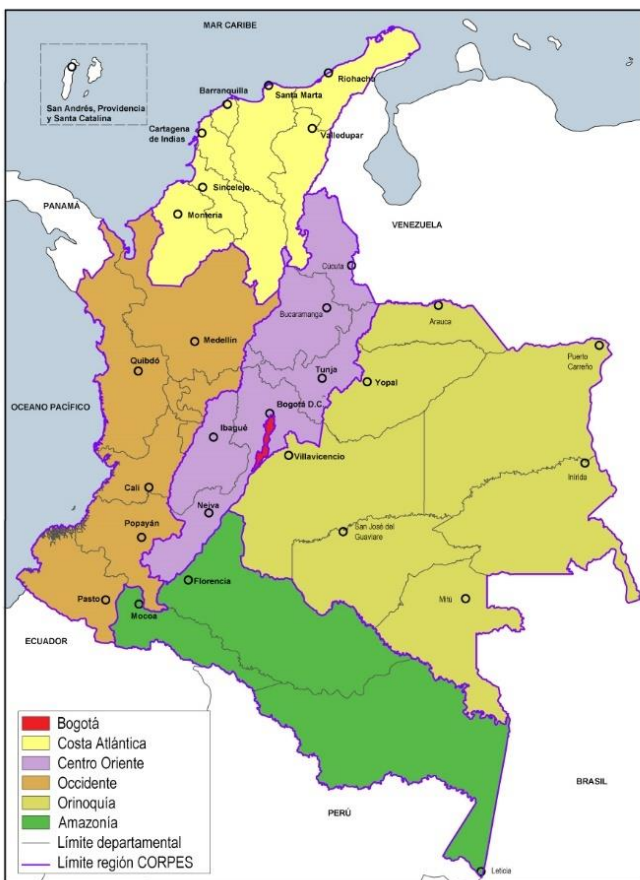 MAR CARIBE
San Andrés, Providencia
y Santa Catalina
Riohacha
Santa Marta
Barranquilla
Cartagena
de Indias
Valledupar
Sincelejo
Montería
PANAMÁ
VENEZUELA
Cúcuta
Bucaramanga
Arauca
Medellín
Quibdó
Puerto
Carreño
Tunja
Yopal
OCEANO PACÍFICO
Bogotá D.C.
Ibagué
Villavicencio
Inírida
Cali
Neiva
San José del
Guaviare
Popayán
Florencia
Mitú
Pasto
Mocoa
ECUADOR
Bogotá
Costa Atlántica
Centro Oriente
Occidente
Orinoquía
Amazonía
Límite departamental
Límite región CORPES
BRASIL
PERÚ
Leticia